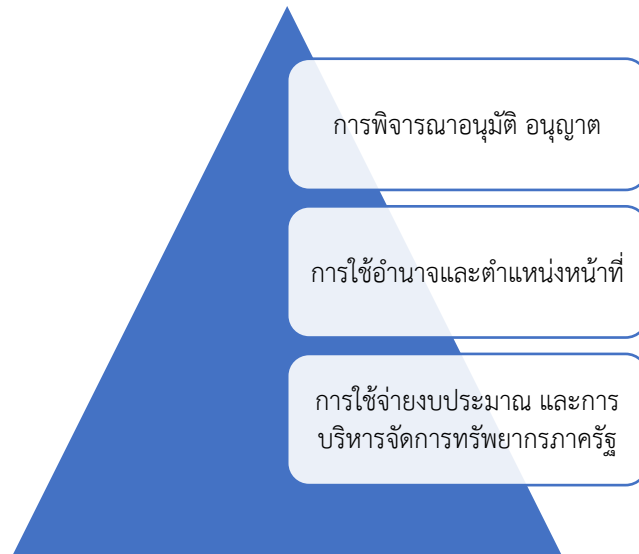 การพิจารณาอนุมัติ อนุญาต
การใช้อำนาจและตำแหน่งหน้าที่
การใช้จ่ายงบประมาณ และการ
บริหารจัดการทรัพยากรภาครัฐ